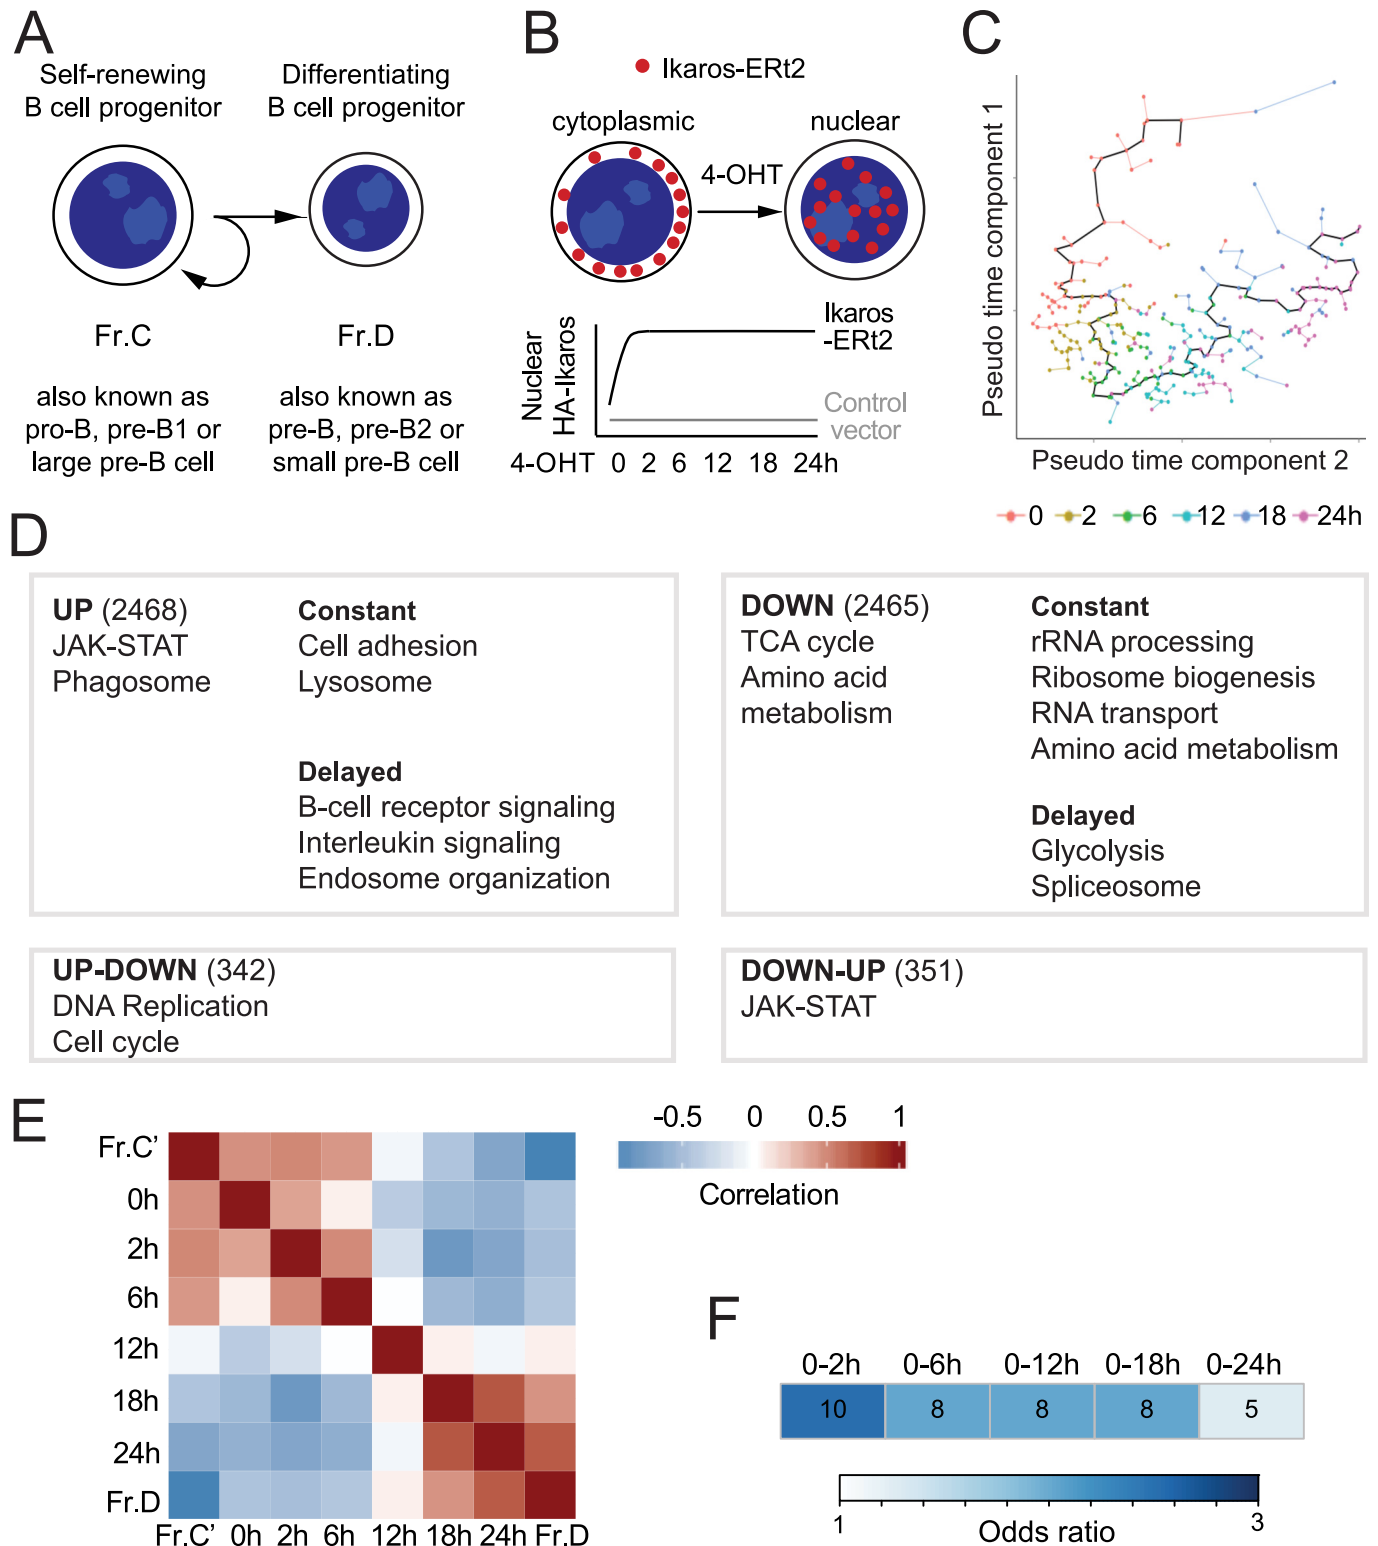 A
Self-renewing
B cell progenitor
Differentiating
B cell progenitor
Fr.C
Fr.D
also known as
pro-B, pre-B1 or
large pre-B cell
also known as
pre-B, pre-B2 or
small pre-B cell
B
Ikaros-ERt2
cytoplasmic
nuclear
4-OHT
Nuclear
HA-Ikaros
Ikaros
-ERt2
Control
vector
4-OHT 0 2 6 12 18 24h
C
Pseudo time component 1
Pseudo time component 2
0 2 6 12 18 24h
D
UP (2468)
JAK-STAT
Phagosome
Constant
Cell adhesion
Lysosome
Delayed
B-cell receptor signaling
Interleukin signaling
Endosome organization
DOWN (2465)
TCA cycle
Amino acid
metabolism
Constant
rRNA processing
Ribosome biogenesis
RNA transport
Amino acid metabolism
Delayed
Glycolysis
Spliceosome
UP-DOWN (342)
DNA Replication
Cell cycle
DOWN-UP (351)
JAK-STAT
E
Fr.C’
0h
2h
6h
12h
18h
24h
Fr.D
Fr.C’ 0h 2h 6h 12h 18h 24h Fr.D
-0.5 0 0.5 1
Correlation
F
0-2h 0-6h 0-12h 0-18h 0-24h
10 8 8 8 5
1 3
Odds ratio